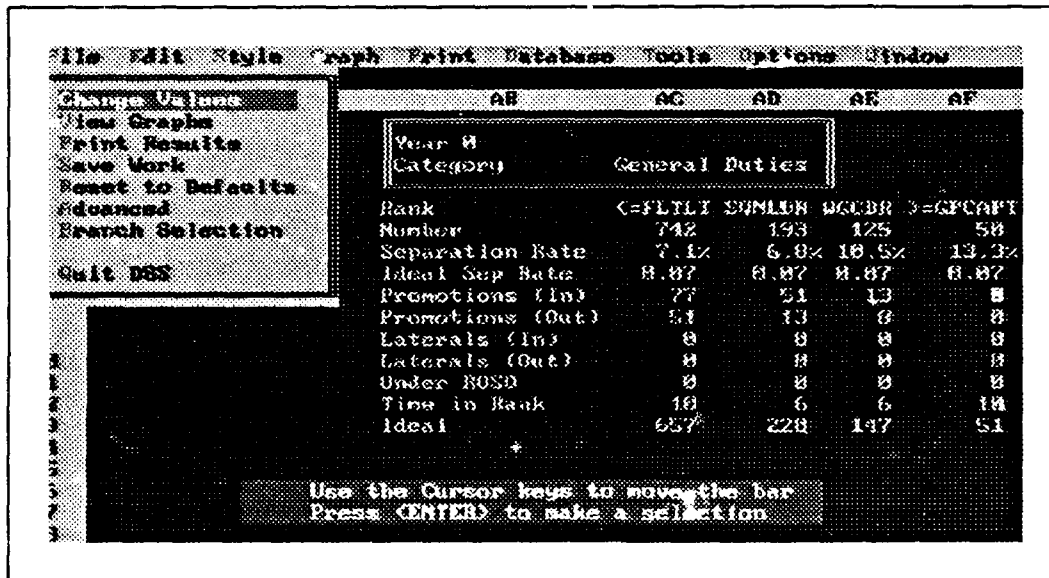 File Edit Style Graph Print Database Tools Options Window
Change Values
View Graphs
Print Results
Save Work
Reset to Defaults
Advanced
Branch Selection
Quit DSS
AB AC AD AE AF
Year 0
Category General Duties
Rank <=FLTLT SQNLDR WGCDR >=GPCAPT
Number 742 193 125 50
Separation Rate 7.1% 6.8% 10.5% 13.3%
Ideal Sep Rate 0.07 0.07 0.07 0.07
Promotions (In) 77 51 13 8
Promotions (Out) 51 13 8 0
Laterals (In) 0 0 0 0
Laterals (Out) 0 0 0 0
Under ROSO 0 0 0 0
Time in Rank 10 6 6 10
Ideal 657 228 147 51
Use the Cursor keys to move the bar
Press <ENTER> to make a selection